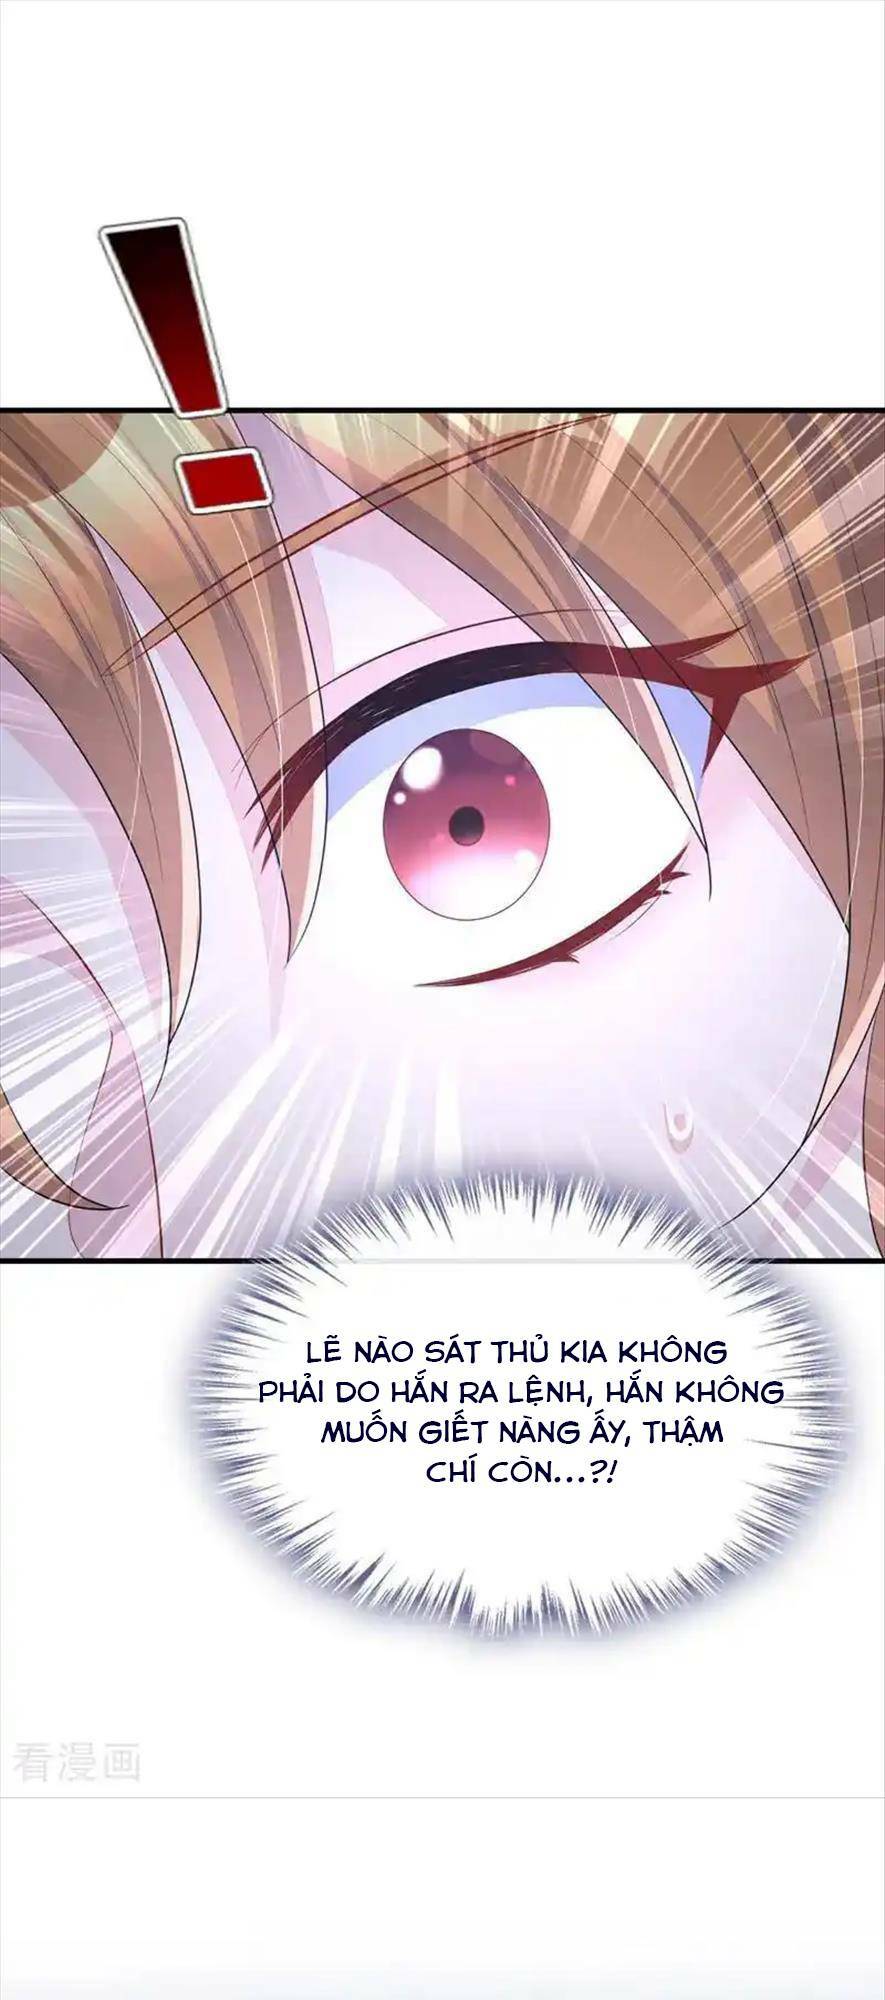 !
LẼ NÀO SÁT THỦ KIA KHÔNG
PHẢI DO HẮN RA LỆNH, HẮN KHÔNG
MUỐN GIẾT NÀNG ẤY, THẬM
CHÍ CÒN...?!
看漫画